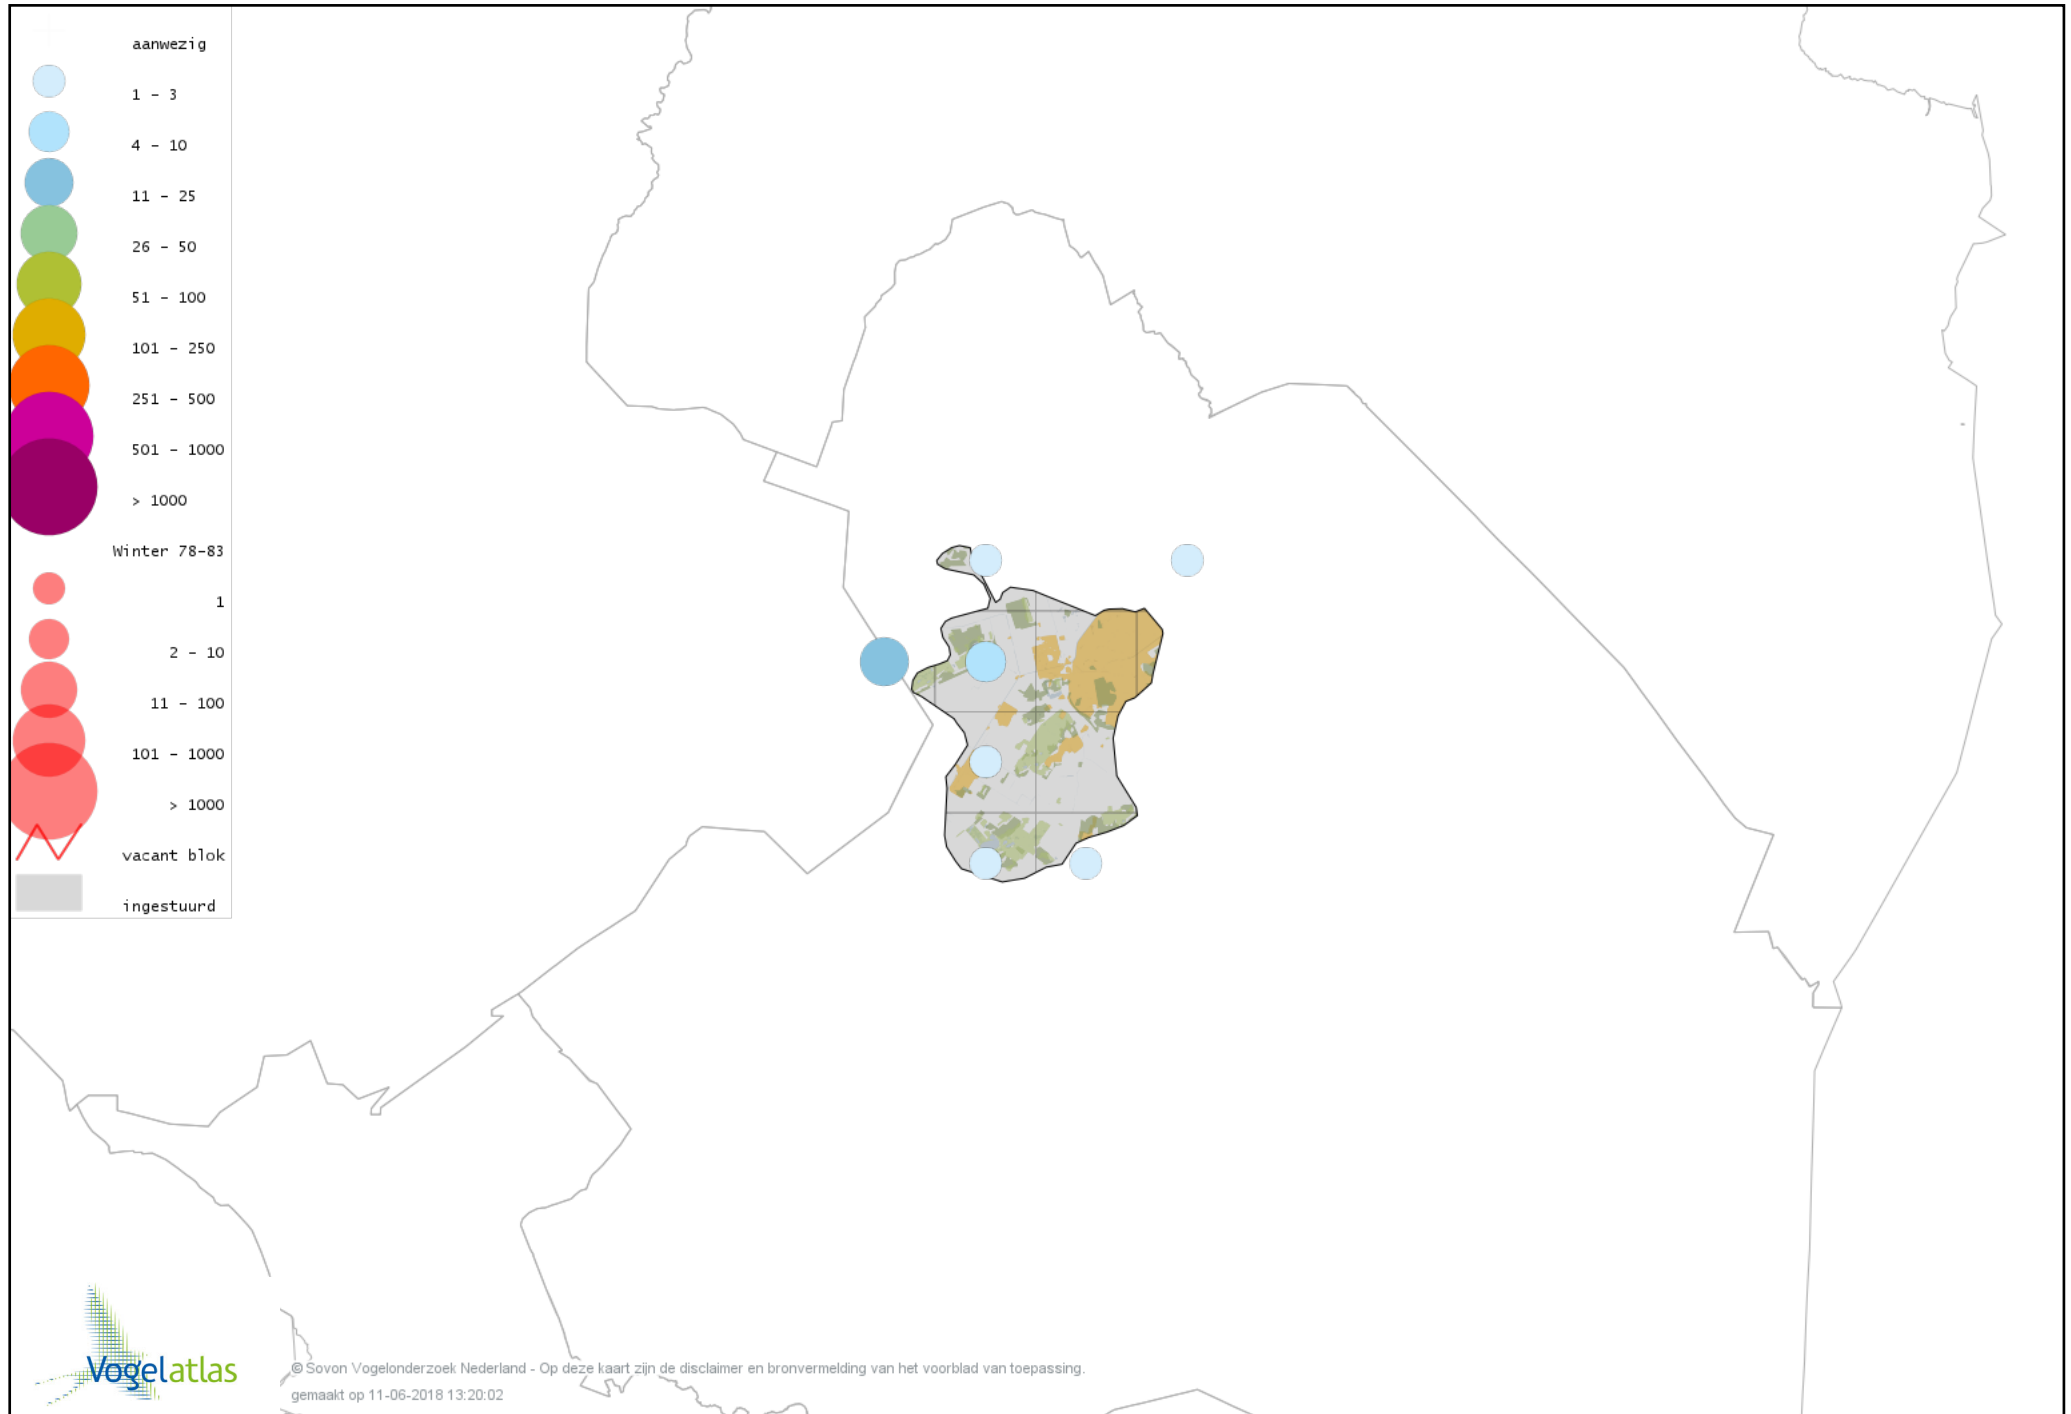 aanwezig
1 - 3
4 - 10
11 - 25
26 - 50
51 - 100
101 - 250
251 - 500
501 - 1000
> 1000
Winter 78-83
1
2 - 10
11 - 100
101 - 1000
> 1000
vacant blok
ingestuurd
Vogelatlas
© Sovon Vogelonderzoek Nederland - Op deze kaart zijn de disclaimer en bronvermelding van het voorblad van toepassing.
gemaakt op 11-06-2018 13:20:02